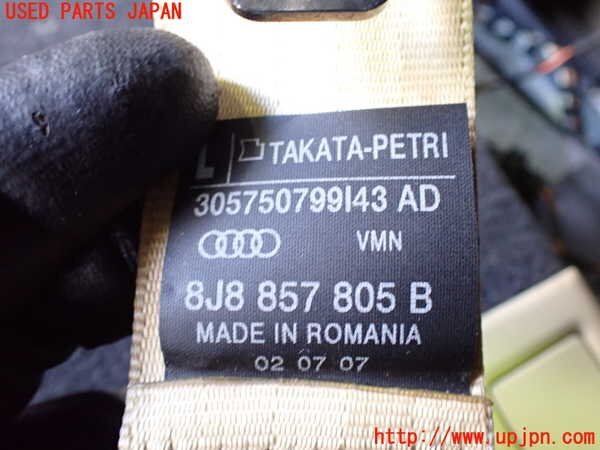 USED PARTS JAPAN
L TAKATA-PETRI
305750799I43 AD
VMN
8J8 857 805 B
MADE IN ROMANIA
02 07 07
http://www.upjpn.com/